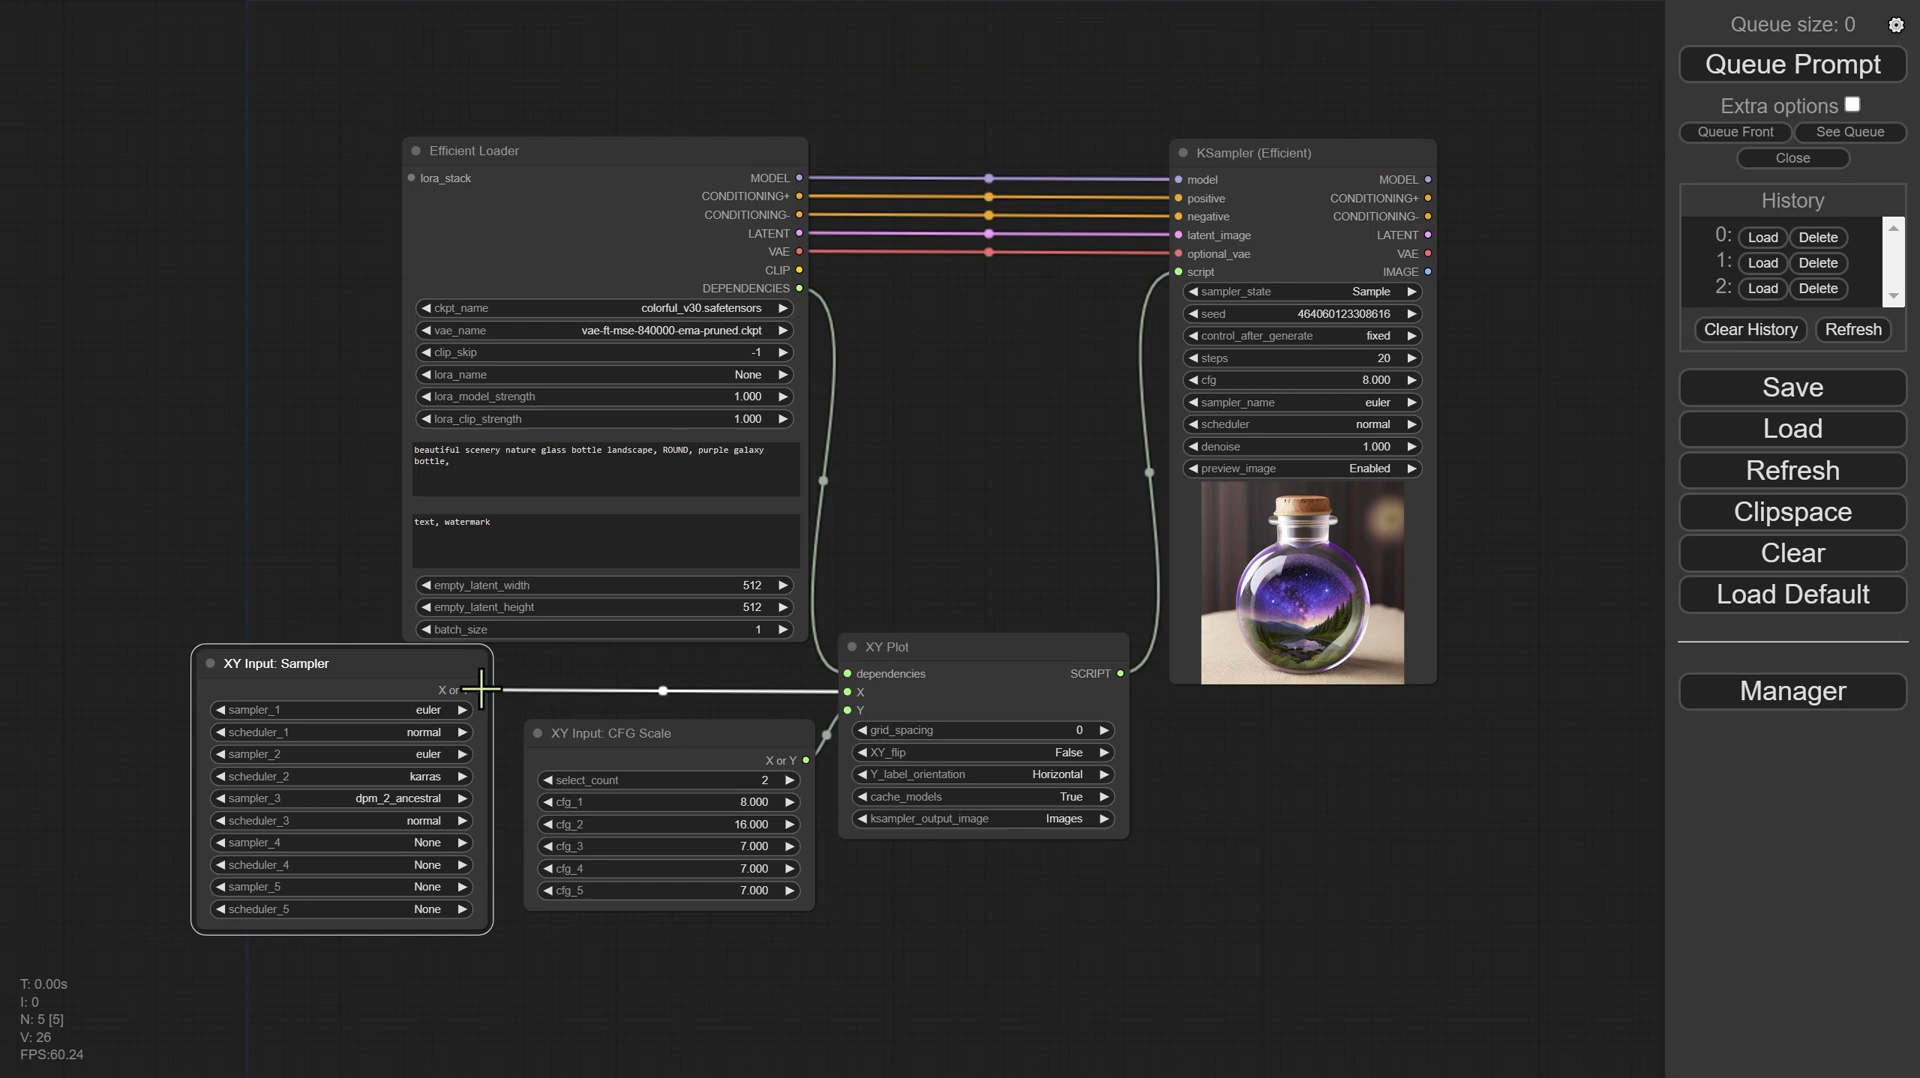 Efficient Loader
lora_stack
MODEL
CONDITIONING+
CONDITIONING-
LATENT
VAE
CLIP
DEPENDENCIES
ckpt_name colorful_v30.safetensors
vae_name vae-ft-mse-840000-ema-pruned.ckpt
clip_skip -1
lora_name None
lora_model_strength 1.000
lora_clip_strength 1.000
beautiful scenery nature glass bottle landscape, ROUND, purple galaxy
bottle,
text, watermark
empty_latent_width 512
empty_latent_height 512
batch_size 1
KSampler (Efficient)
model MODEL
positive CONDITIONING+
negative CONDITIONING-
latent_image LATENT
optional_vae VAE
script IMAGE
sampler_state Sample
seed 464060123308616
control_after_generate fixed
steps 20
cfg 8.000
sampler_name euler
scheduler normal
denoise 1.000
preview_image Enabled
XY Input: Sampler
X or
sampler_1 euler
scheduler_1 normal
sampler_2 euler
scheduler_2 karras
sampler_3 dpm_2_ancestral
scheduler_3 normal
sampler_4 None
scheduler_4 None
sampler_5 None
scheduler_5 None
XY Input: CFG Scale
X or Y
select_count 2
cfg_1 8.000
cfg_2 16.000
cfg_3 7.000
cfg_4 7.000
cfg_5 7.000
XY Plot
dependencies SCRIPT
X
Y
grid_spacing 0
XY_flip False
Y_label_orientation Horizontal
cache_models True
ksampler_output_image Images
T: 0.00s
I: 0
N: 5 [5]
V: 26
FPS:60.24
Queue size: 0
Queue Prompt
Extra options
Queue Front See Queue
Close
History
0: Load Delete
1: Load Delete
2: Load Delete
Clear History Refresh
Save
Load
Refresh
Clipspace
Clear
Load Default
Manager